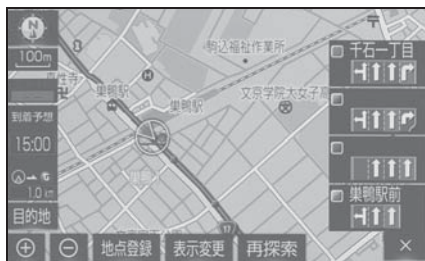 N
100m
到着予想
15:00
1.0 km
目的地
駒込福祉作業所
巣鴨駅
巣鴨駅
文京学院大女子高
17
千石一丁目
巣鴨駅前
地点登録
表示変更
再探索